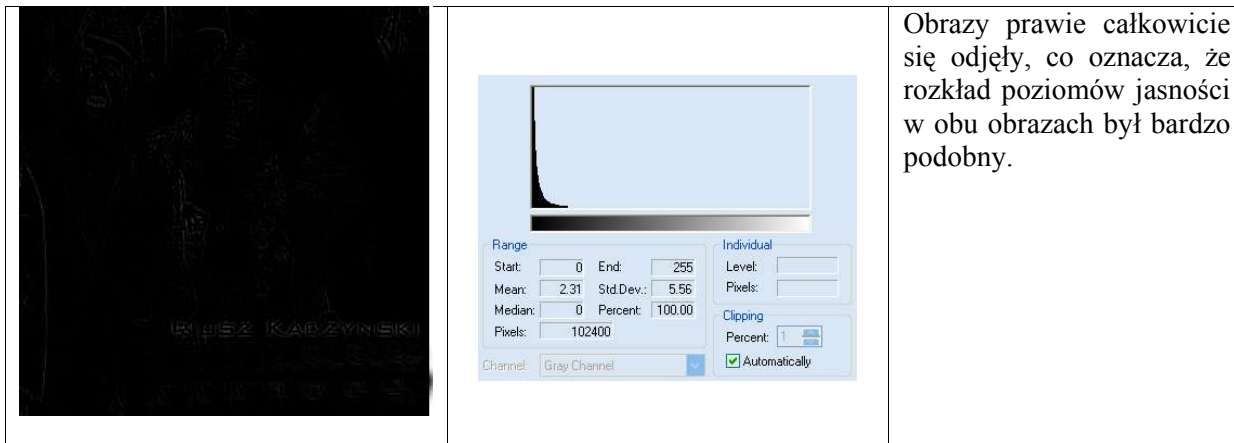 KADZYŃSKI
Range
Start: 0 End: 255
Mean: 2.31 Std.Dev.: 5.56
Median: 0 Percent: 100.00
Pixels: 102400
Channel: Gray Channel
Individual
Level:
Pixels:
Clipping
Percent: 1
Automatically
Obrazy prawie całkowicie
się odjęły, co oznacza, że
rozkład poziomów jasności
w obu obrazach był bardzo
podobny.